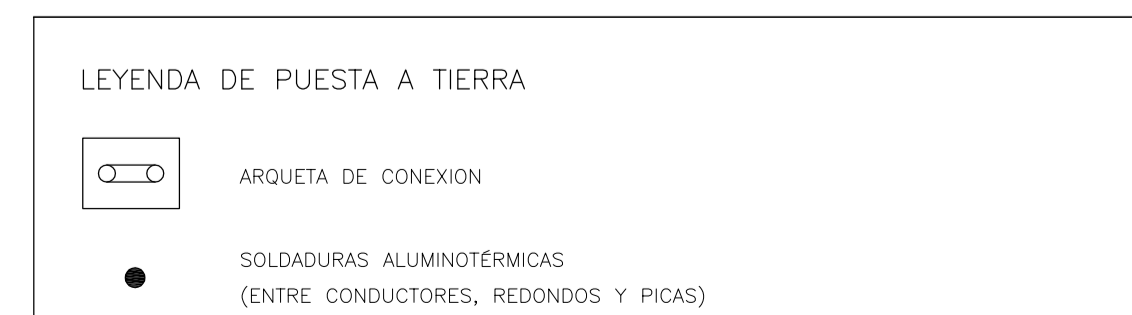 LEYENDA DE PUESTA A TIERRA
ARQUETA DE CONEXION
SOLDADURAS ALUMINOTÉRMICAS
(ENTRE CONDUCTORES, REDONDOS Y PICAS)